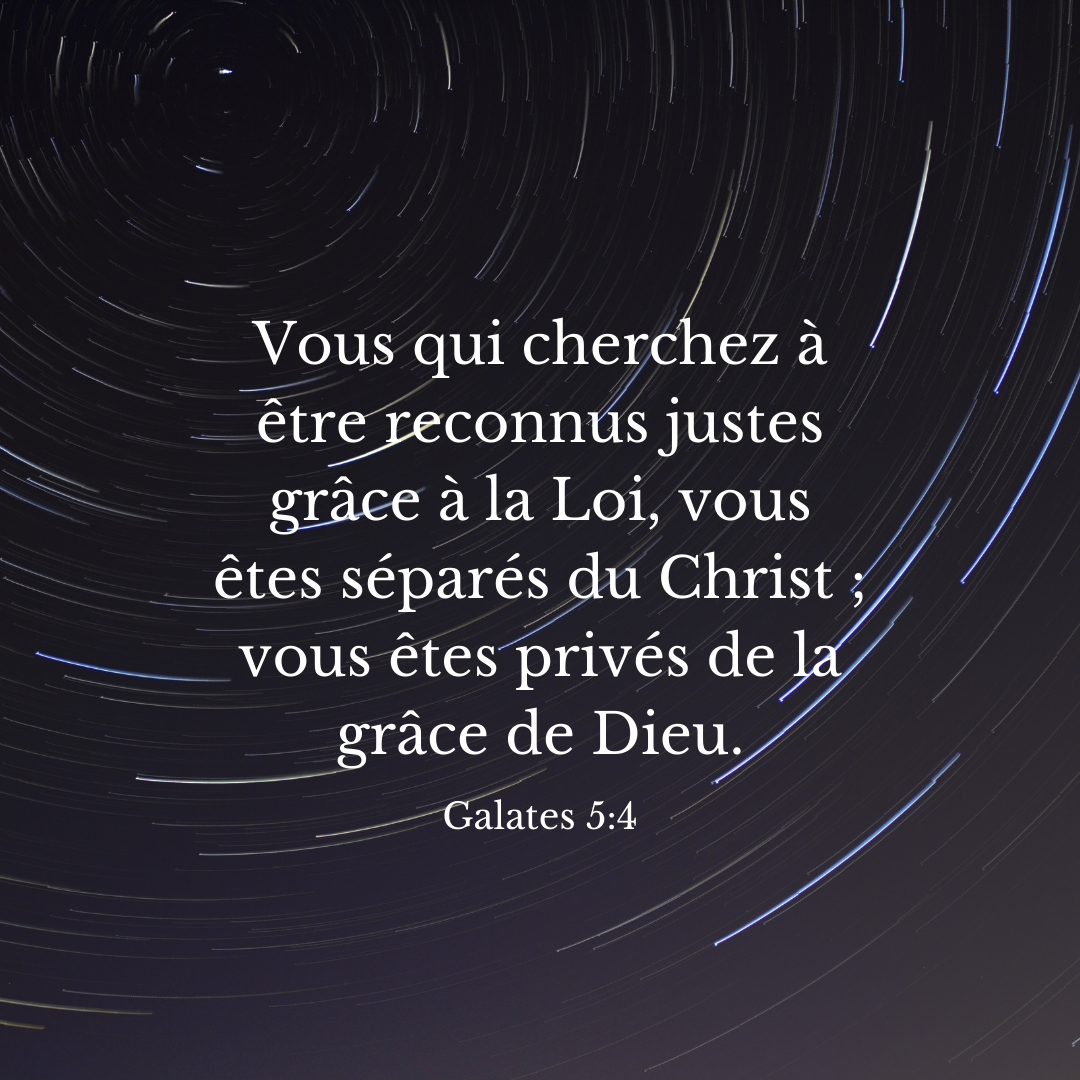 Vous qui cherchez à
être reconnus justes
grâce à la Loi, vous
êtes séparés du Christ ;
vous êtes privés de la
grâce de Dieu.
Galates 5:4